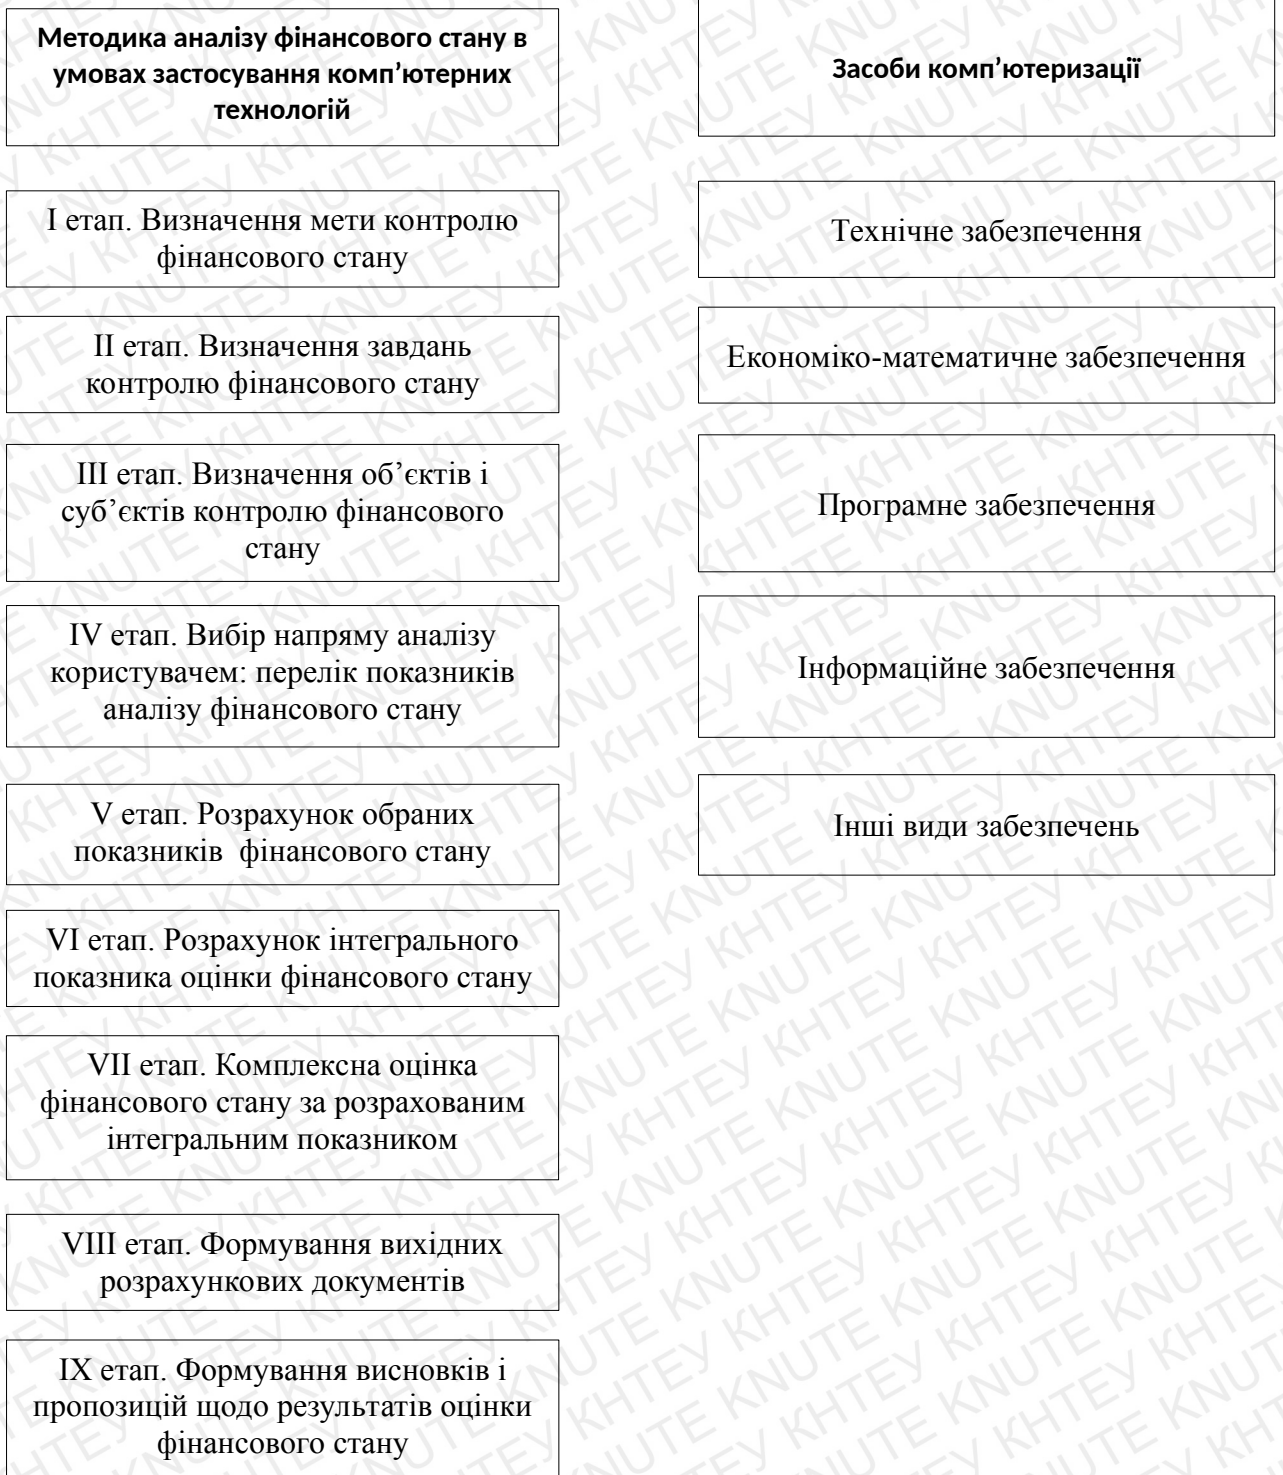 Методика аналізу фінансового стану в
умовах застосування комп’ютерних
технологій
Засоби комп’ютеризації
І етап. Визначення мети контролю
фінансового стану
Технічне забезпечення
ІІ етап. Визначення завдань
контролю фінансового стану
Економіко-математичне забезпечення
ІІІ етап. Визначення об’єктів і
суб’єктів контролю фінансового
стану
Програмне забезпечення
IV етап. Вибір напряму аналізу
користувачем: перелік показників
аналізу фінансового стану
Інформаційне забезпечення
V етап. Розрахунок обраних
показників  фінансового стану
Інші види забезпечень
VI етап. Розрахунок інтегрального
показника оцінки фінансового стану
VII етап. Комплексна оцінка
фінансового стану за розрахованим
інтегральним показником
VIII етап. Формування вихідних
розрахункових документів
IX етап. Формування висновків і
пропозицій щодо результатів оцінки
фінансового стану